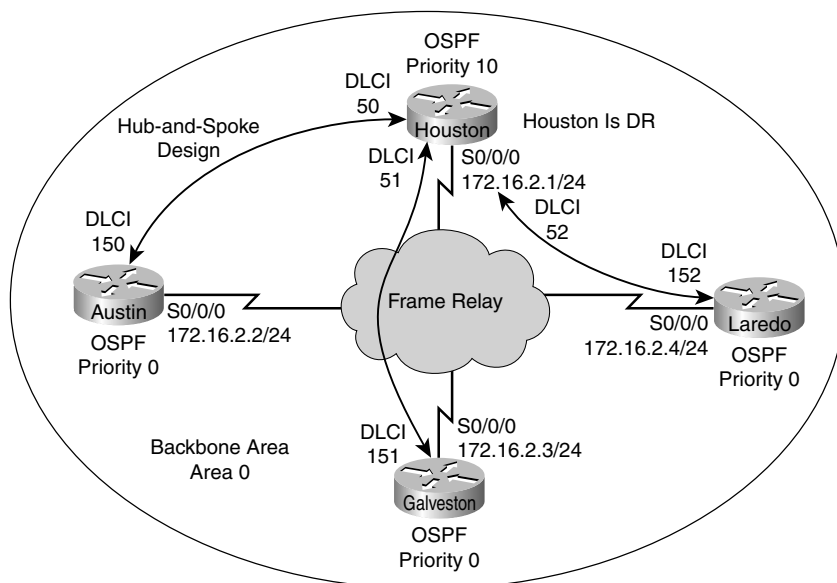 OSPF
Priority 10
DLCI
50
Houston
Houston Is DR
Hub-and-Spoke
Design
DLCI
51
S0/0/0
172.16.2.1/24
DLCI
52
DLCI
150
DLCI
152
Austin
S0/0/0
172.16.2.2/24
OSPF
Priority 0
Frame Relay
S0/0/0
172.16.2.4/24
Laredo
OSPF
Priority 0
Backbone Area
Area 0
DLCI
151
S0/0/0
172.16.2.3/24
Galveston
OSPF
Priority 0